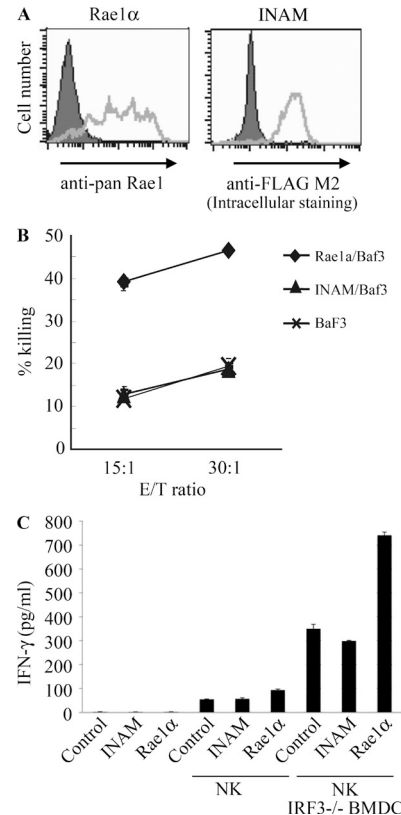 A
Rae1α
INAM
Cell number
anti-pan Rae1
anti-FLAG M2
(Intracellular staining)
B
50
40
30
20
10
0
% killing
Rae1a/Baf3
INAM/Baf3
BaF3
15:1
30:1
E/T ratio
C
800
700
600
500
400
300
200
100
0
IFN-γ (pg/ml)
Control
INAM
Rae1α
Control
INAM
Rae1α
Control
INAM
Rae1α
NK
NK
IRF3-/- BMDC